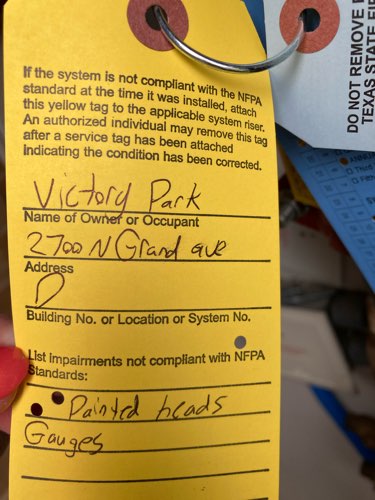 If the system is not compliant with the NFPA
standard at the time it was installed, attach
this yellow tag to the applicable system riser.
An authorized individual may remove this tag
after a service tag has been attached
indicating the condition has been corrected.
Victory Park
Name of Owner or Occupant
2700 N Grand ave
Address
D
Building No. or Location or System No.
List impairments not compliant with NFPA
Standards:
Painted heads
Gauges
DO NOT REMOVE
TEXAS STATE FI
Third